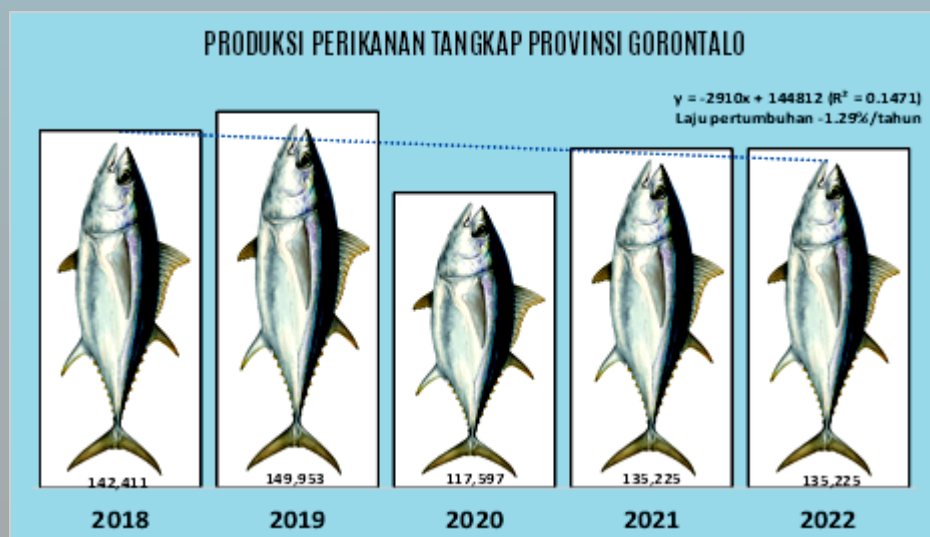 PRODUKSI PERIKANAN TANGKAP PROVINSI GORONTALO
y = -2910x + 144812 (R² = 0.1471)
Laju pertumbuhan -1.29%/tahun
142,411 149,953 117,597 135,225 135,225
2018 2019 2020 2021 2022